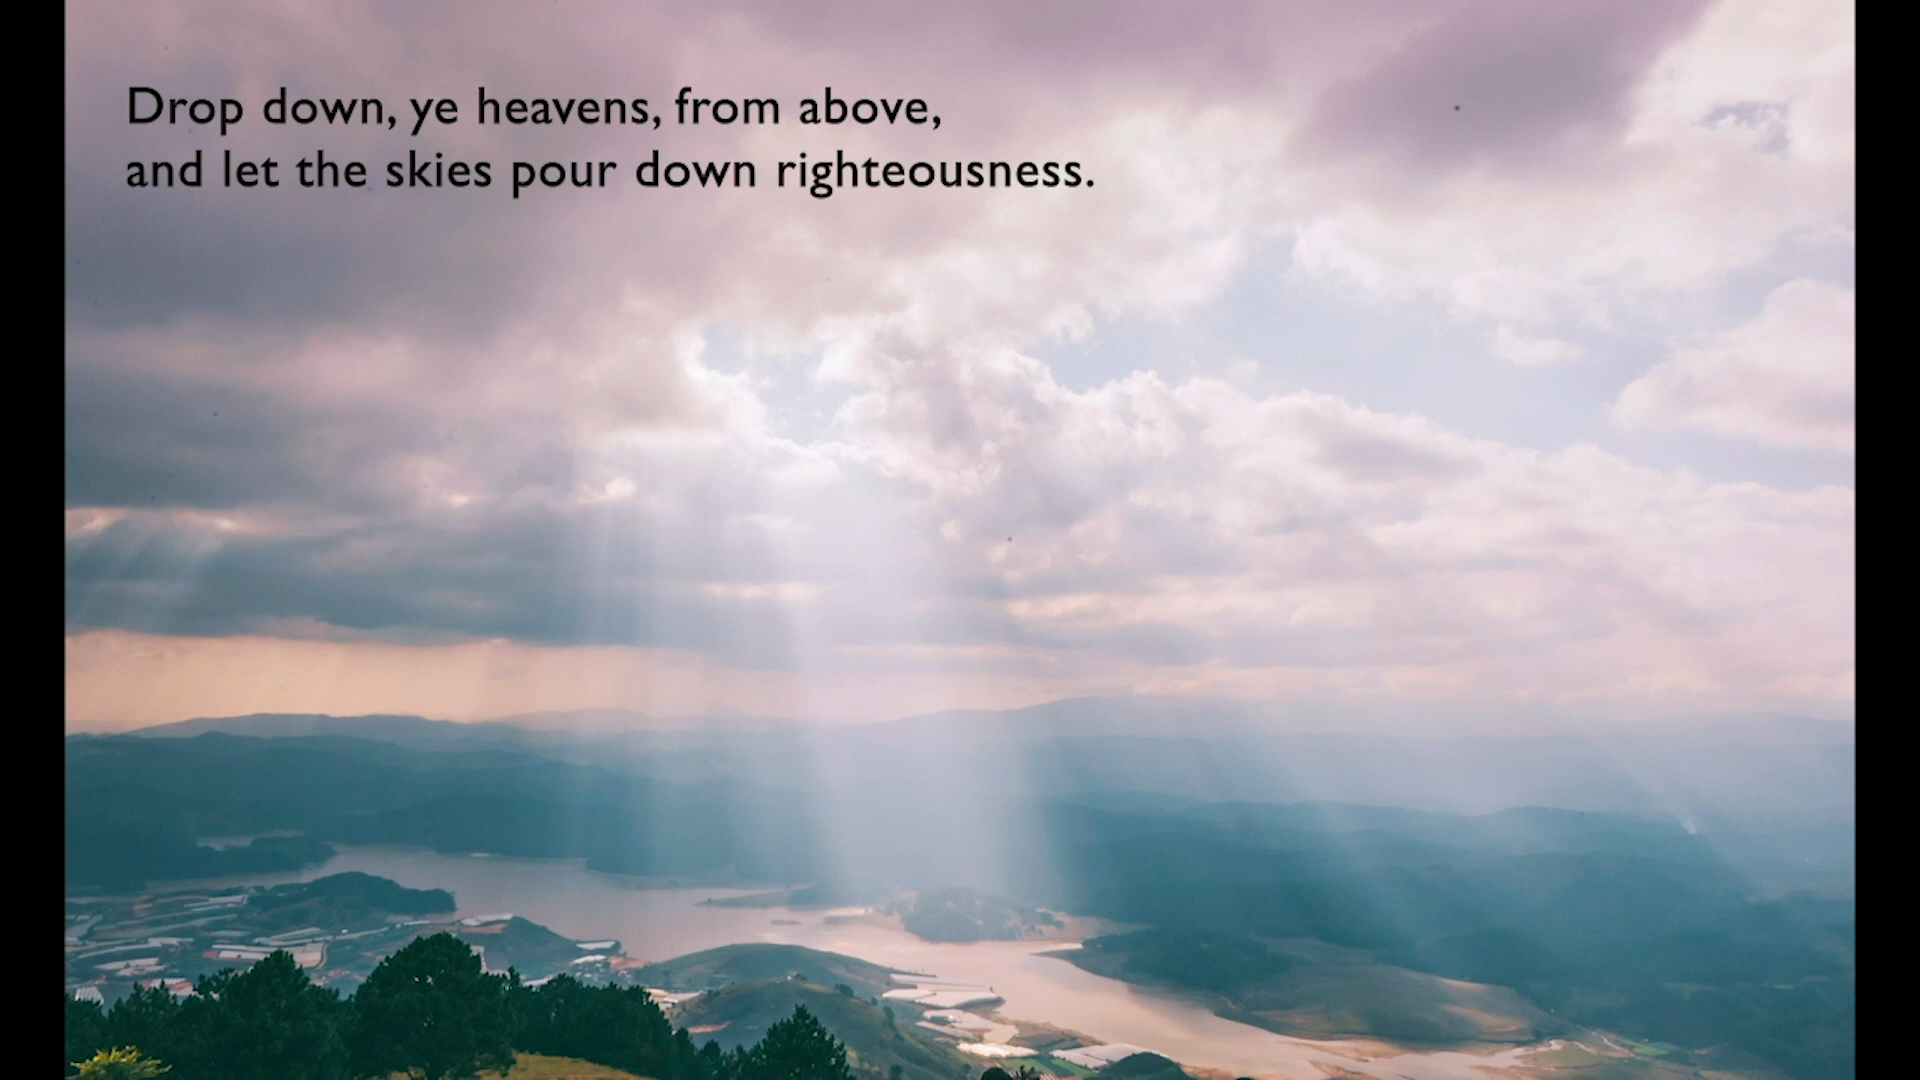 Drop down, ye heavens, from above,
and let the skies pour down righteousness.